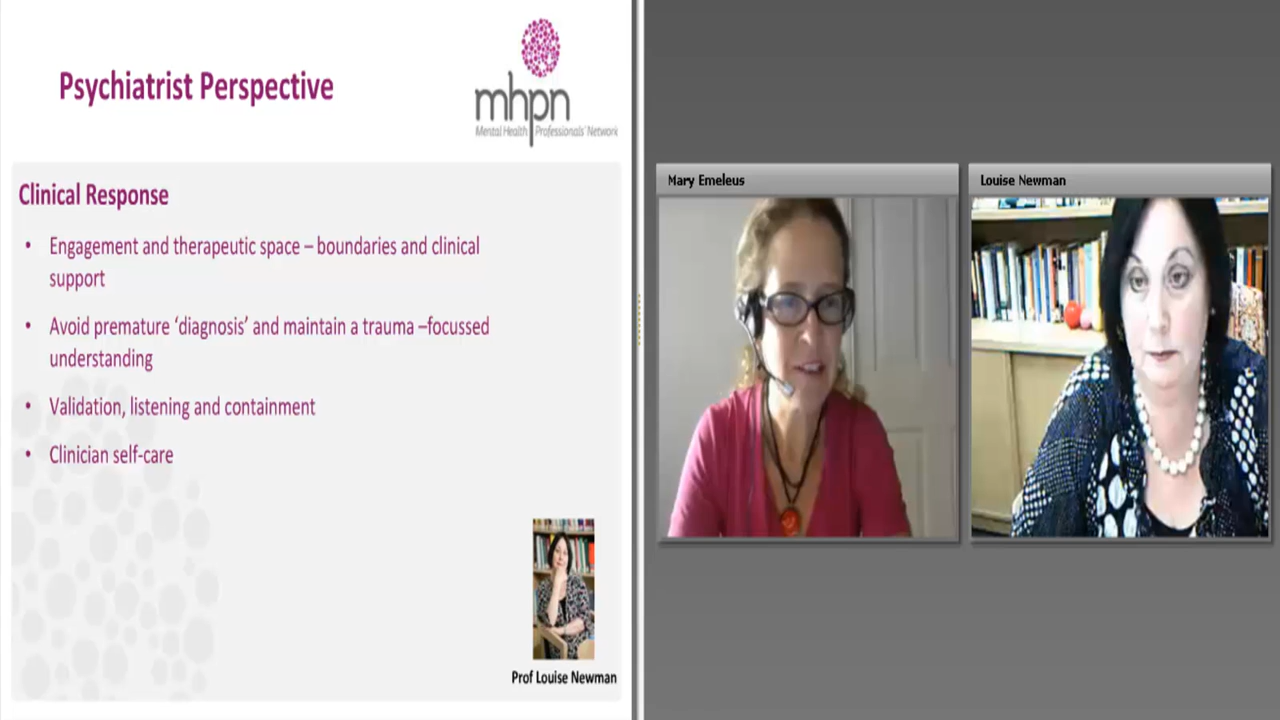 Psychiatrist Perspective
mhpn
Mental Health Professionals' Network
Clinical Response
• Engagement and therapeutic space – boundaries and clinical
support
• Avoid premature ‘diagnosis’ and maintain a trauma –focussed
understanding
• Validation, listening and containment
• Clinician self-care
Prof Louise Newman
Mary Emeleus
Louise Newman